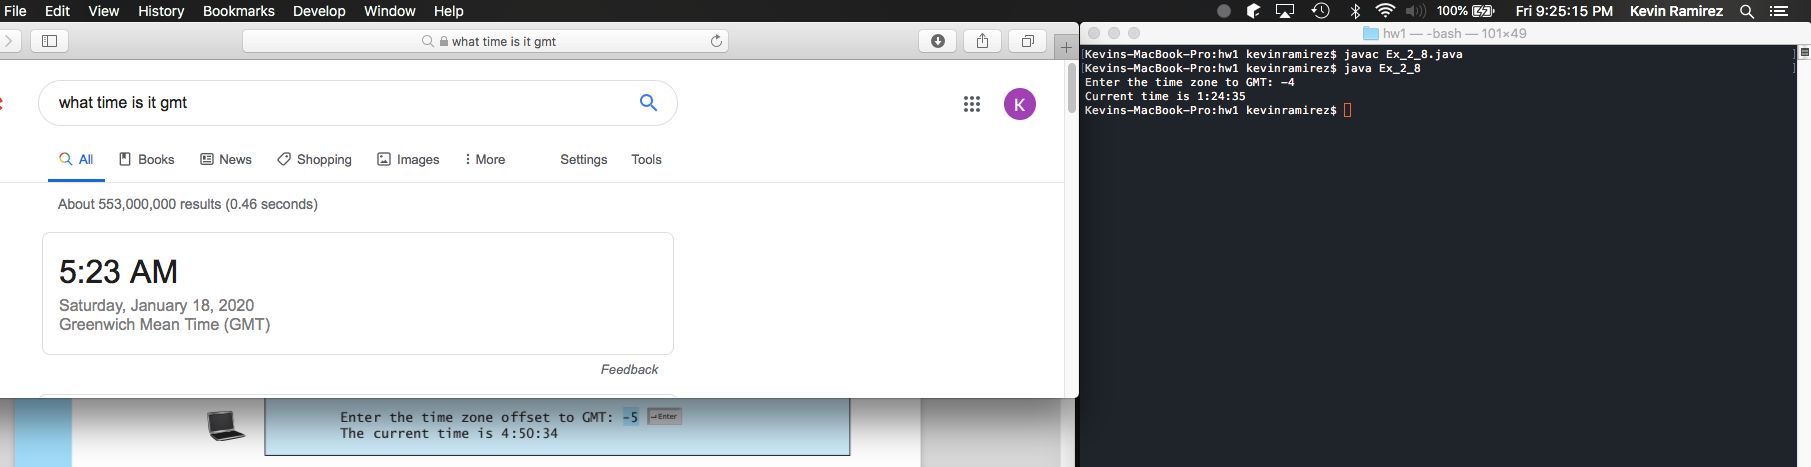 File Edit View History Bookmarks Develop Window Help 100% Fri 9:25:15 PM Kevin Ramirez
what time is it gmt
what time is it gmt
K
All Books News Shopping Images More Settings Tools
About 553,000,000 results (0.46 seconds)
5:23 AM
Saturday, January 18, 2020
Greenwich Mean Time (GMT)
Feedback
Enter the time zone offset to GMT: -5 Enter
The current time is 4:50:34
hw1 — -bash — 101×49
[Kevins-MacBook-Pro:hw1 kevinramirez$ javac Ex_2_8.java ]
[Kevins-MacBook-Pro:hw1 kevinramirez$ java Ex_2_8 ]
Enter the time zone to GMT: -4
Current time is 1:24:35
Kevins-MacBook-Pro:hw1 kevinramirez$